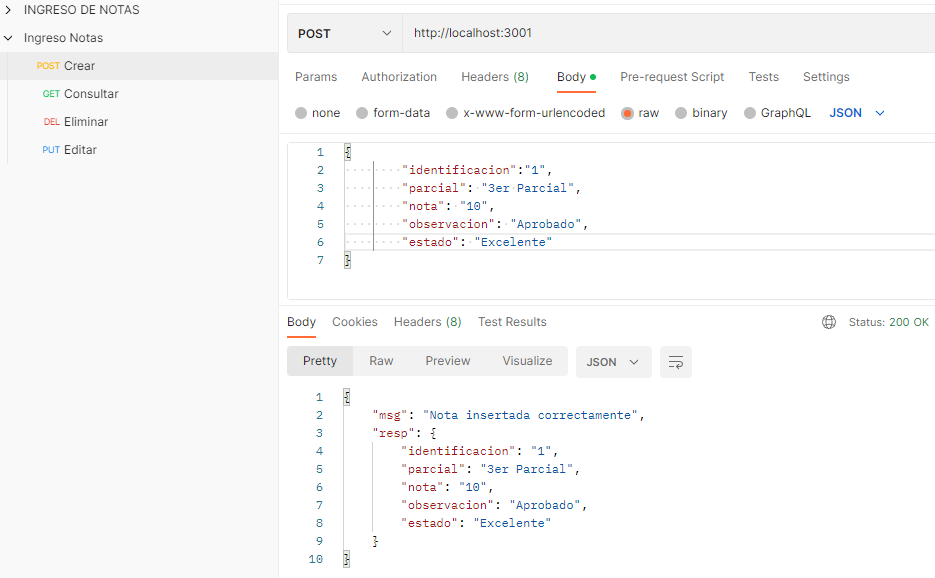 INGRESO DE NOTAS
Ingreso Notas
POST Crear
GET Consultar
DEL Eliminar
PUT Editar
POST http://localhost:3001
Params Authorization Headers (8) Body Pre-request Script Tests Settings
none form-data x-www-form-urlencoded raw binary GraphQL JSON
1 {
2 "identificacion":"1",
3 "parcial": "3er Parcial",
4 "nota": "10",
5 "observacion": "Aprobado",
6 "estado": "Excelente"
7 }
Body Cookies Headers (8) Test Results Status: 200 OK
Pretty Raw Preview Visualize JSON
1 {
2 "msg": "Nota insertada correctamente",
3 "resp": {
4 "identificacion": "1",
5 "parcial": "3er Parcial",
6 "nota": "10",
7 "observacion": "Aprobado",
8 "estado": "Excelente"
9 }
10 }